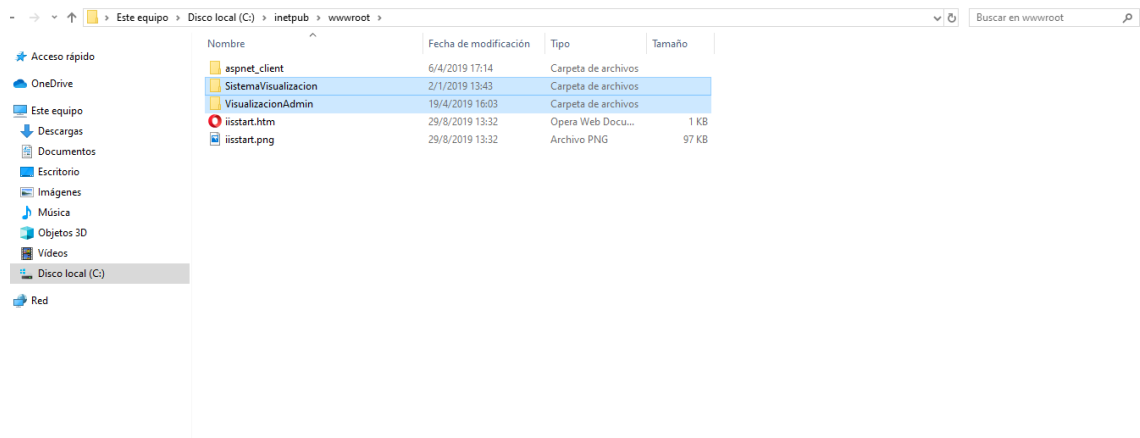 Este equipo > Disco local (C:) > inetpub > wwwroot >
Buscar en wwwroot
Nombre Fecha de modificación Tipo Tamaño
Acceso rápido
OneDrive
Este equipo
Descargas
Documentos
Escritorio
Imágenes
Música
Objetos 3D
Vídeos
Disco local (C:)
Red
aspnet_client 6/4/2019 17:14 Carpeta de archivos
SistemaVisualizacion 2/1/2019 13:43 Carpeta de archivos
VisualizacionAdmin 19/4/2019 16:03 Carpeta de archivos
iisstart.htm 29/8/2019 13:32 Opera Web Docu... 1 KB
iisstart.png 29/8/2019 13:32 Archivo PNG 97 KB